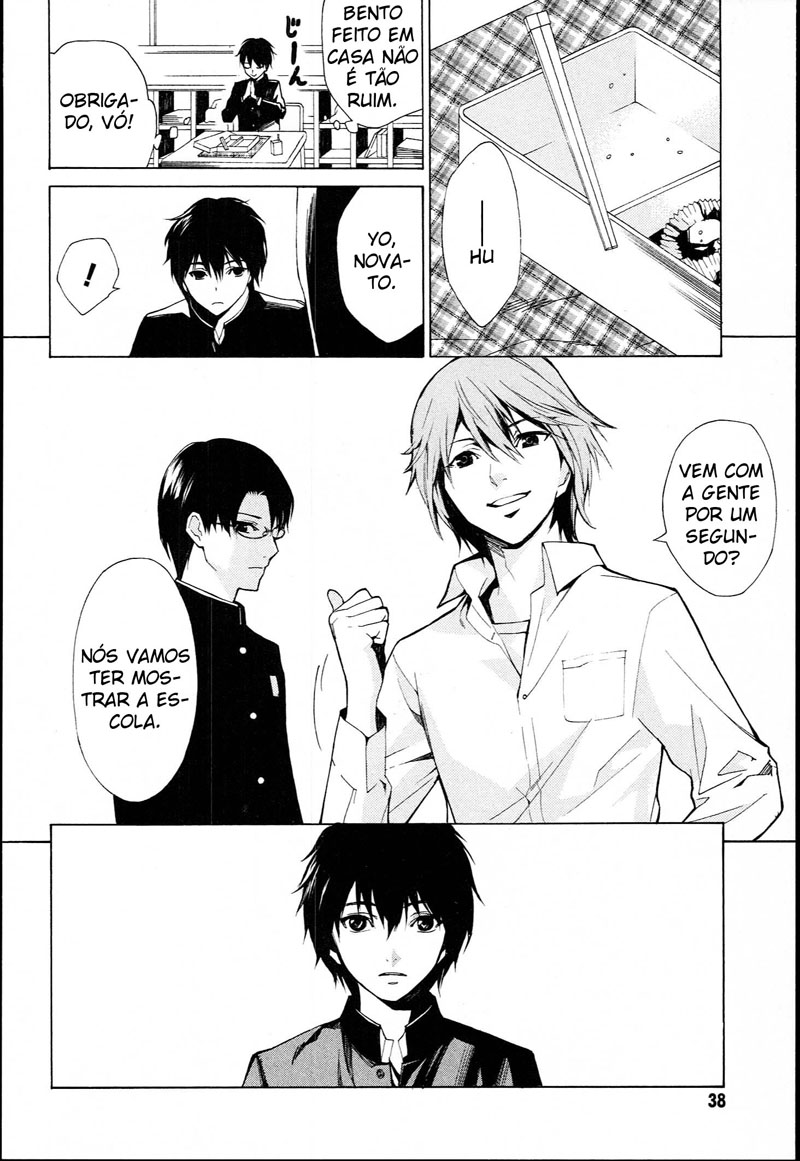 —
HU
BENTO
FEITO EM
CASA NÃO
É TÃO
RUIM.
じーん
OBRIGA-
DO, VÓ!
YO,
NOVA-
TO.
!
VEM COM
A GENTE
POR UM
SEGUN-
DO?
NÓS VAMOS
TER MOS-
TRAR A ES-
COLA.
38